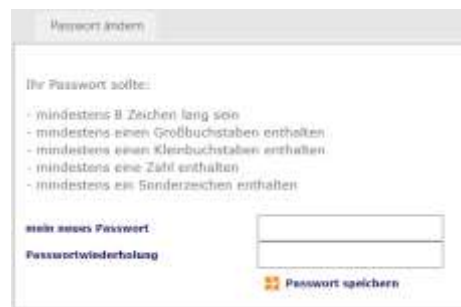 Passwort ändern
Ihr Passwort sollte:
- mindestens 8 Zeichen lang sein
- mindestens einen Großbuchstaben enthalten
- mindestens einen Kleinbuchstaben enthalten
- mindestens eine Zahl enthalten
- mindestens ein Sonderzeichen enthalten
mein neues Passwort
Passwortwiederholung
Passwort speichern